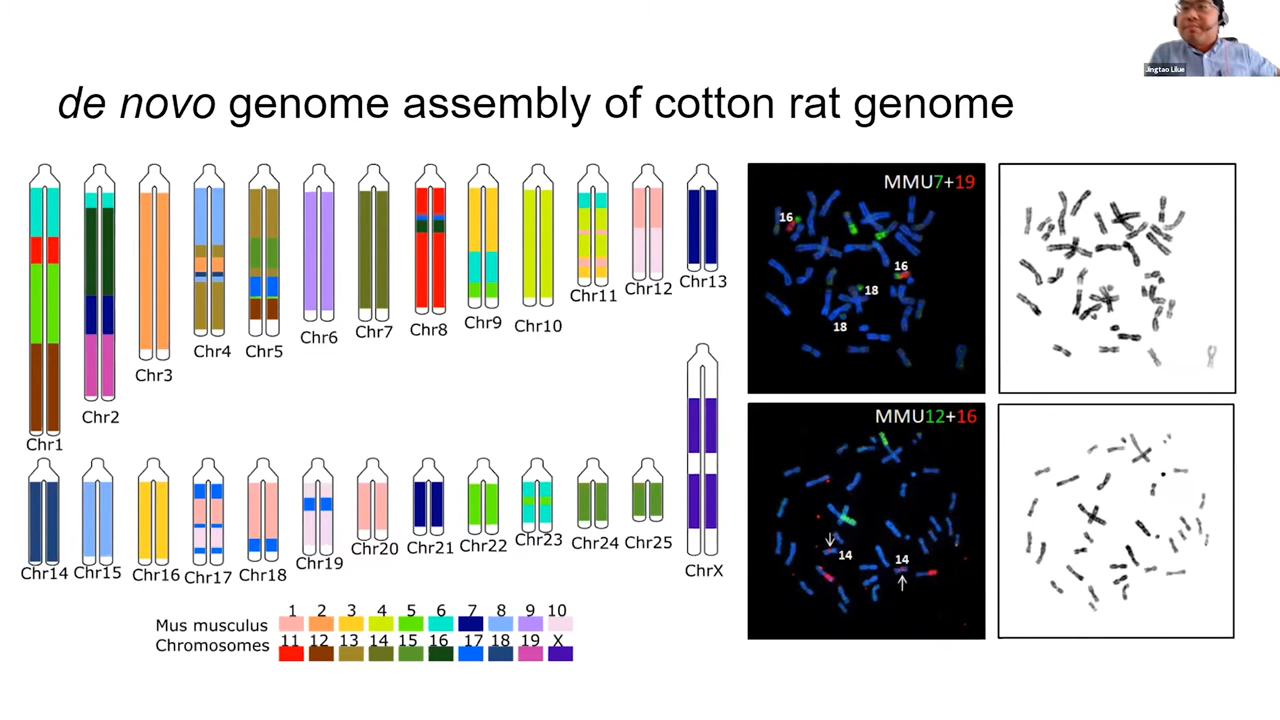 Jingtao Lilue
de novo genome assembly of cotton rat genome
Chr1
Chr2
Chr3
Chr4
Chr5
Chr6
Chr7
Chr8
Chr9
Chr10
Chr11
Chr12
Chr13
Chr14
Chr15
Chr16
Chr17
Chr18
Chr19
Chr20
Chr21
Chr22
Chr23
Chr24
Chr25
ChrX
Mus musculus
Chromosomes
1 2 3 4 5 6 7 8 9 10
11 12 13 14 15 16 17 18 19 X
MMU7+19
16
16
18
18
MMU12+16
14
14